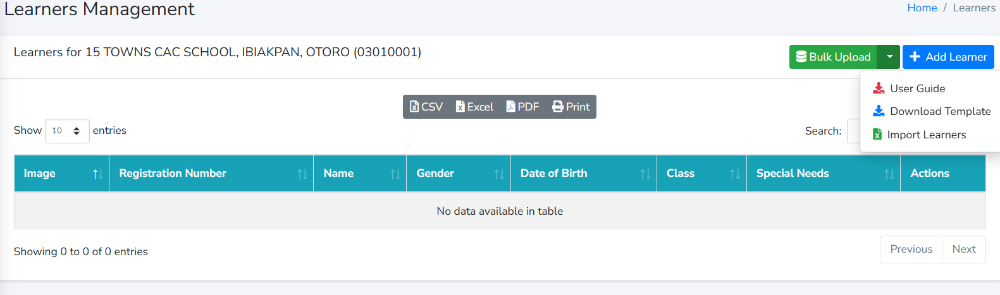 Learners Management
Home / Learners
Learners for 15 TOWNS CAC SCHOOL, IBIAKPAN, OTORO (03010001)
Bulk Upload
Add Learner
User Guide
Download Template
Import Learners
CSV Excel PDF Print
Show 10 entries
Search:
Image Registration Number Name Gender Date of Birth Class Special Needs Actions
No data available in table
Showing 0 to 0 of 0 entries
Previous Next